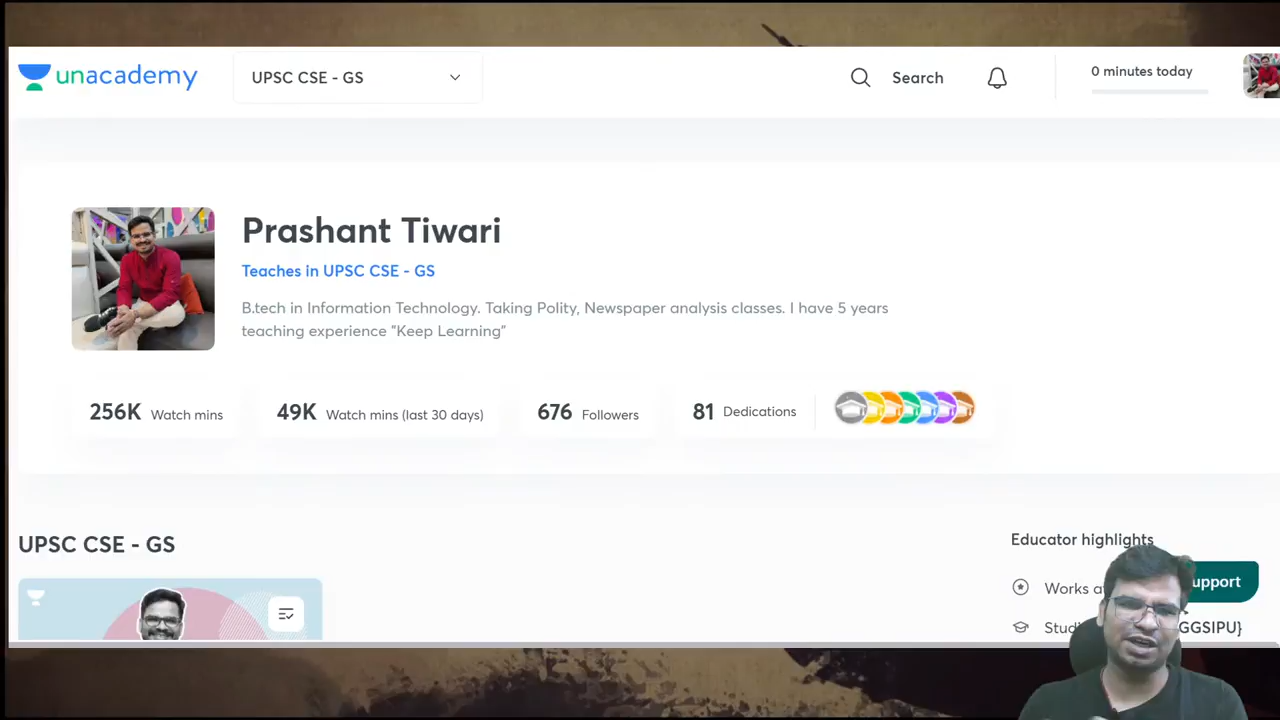 unacademy
UPSC CSE - GS
Search
0 minutes today
Prashant Tiwari
Teaches in UPSC CSE - GS
B.tech in Information Technology. Taking Polity, Newspaper analysis classes. I have 5 years
teaching experience "Keep Learning”
256K Watch mins
49K Watch mins (last 30 days)
676 Followers
81 Dedications
UPSC CSE - GS
Educator highlights
Works
GGSIPU}